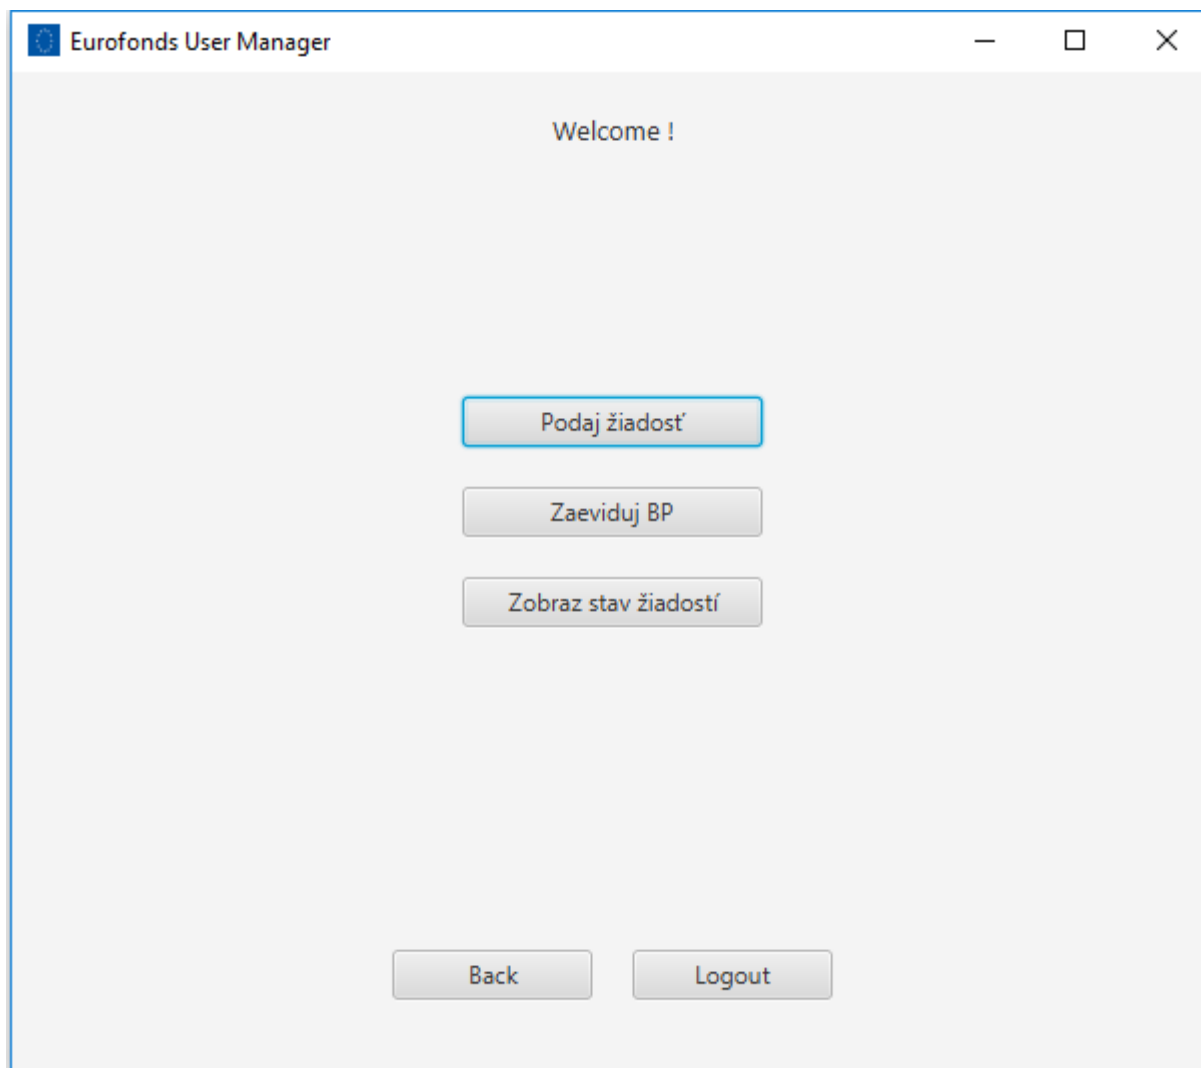 Eurofonds User Manager
Welcome !
Podaj žiadosť
Zaeviduj BP
Zobraz stav žiadostí
Back Logout